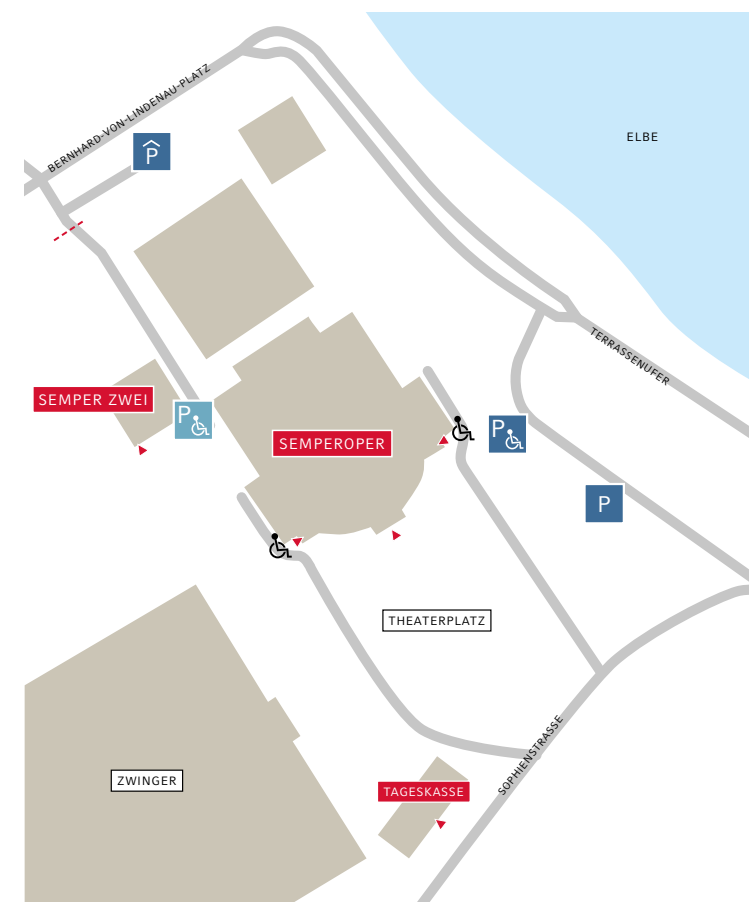 BERNHARD-VON-LINDENAU-PLATZ
ELBE
P
TERRASSENUFER
SEMPER ZWEI
P
SEMPEROPER
P
P
THEATERPLATZ
SOPHIENSTRASSE
ZWINGER
TAGESKASSE